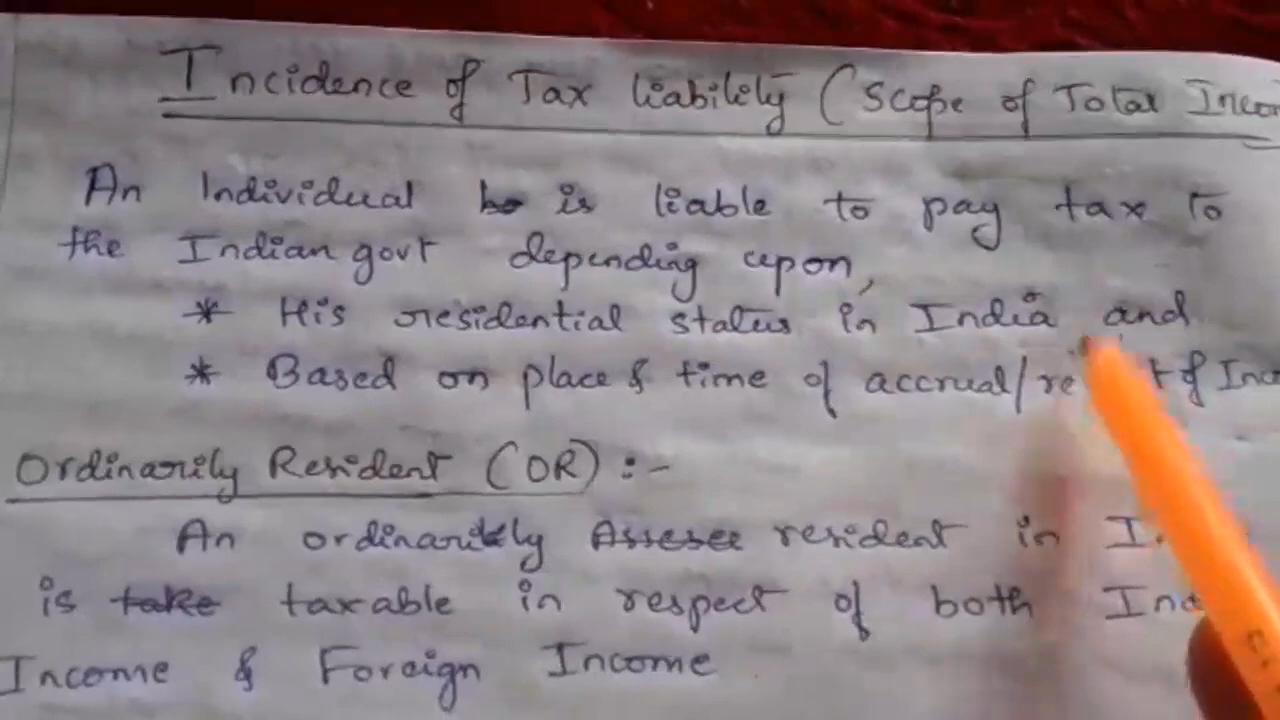 Incidence of Tax liability (Scope of Total
An Individual is liable to pay tax to
the Indian govt depending upon,
* His residential status in India and
* Based on place & time of accrual/ of
Ordinarily Resident (OR) :-
An ordinarily resident in
is taxable in respect of both
Income & Foreign Income